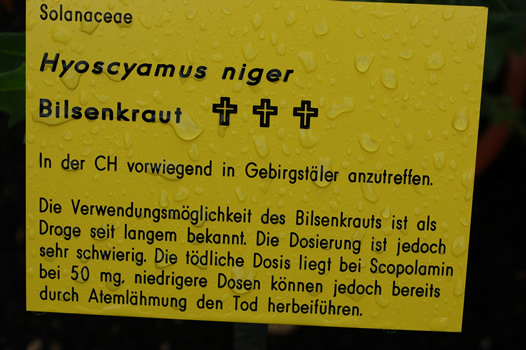 Solanaceae
Hyoscyamus niger
Bilsenkraut ✝ ✝ ✝
In der CH vorwiegend in Gebirgstäler anzutreffen.
Die Verwendungsmöglichkeit des Bilsenkrauts ist als
Droge seit langem bekannt. Die Dosierung ist jedoch
sehr schwierig. Die tödliche Dosis liegt bei Scopolamin
bei 50 mg, niedrigere Dosen können jedoch bereits
durch Atemlähmung den Tod herbeiführen.